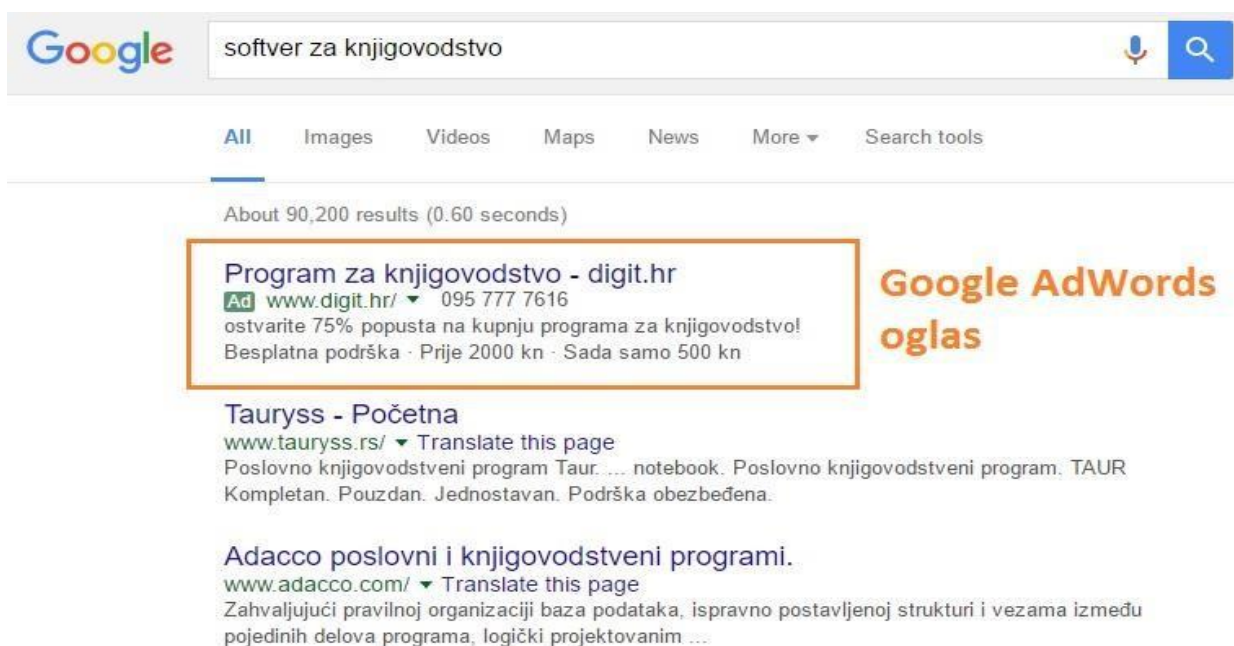 Google
softver za knjigovodstvo
All Images Videos Maps News More Search tools
About 90,200 results (0.60 seconds)
Program za knjigovodstvo - digit.hr
Ad www.digit.hr/ 095 777 7616
ostvarite 75% popusta na kupnju programa za knjigovodstvo!
Besplatna podrška · Prije 2000 kn · Sada samo 500 kn
Google AdWords
oglas
Tauryss - Početna
www.tauryss.rs/ Translate this page
Poslovno knjigovodstveni program Taur. ... notebook. Poslovno knjigovodstveni program. TAUR
Kompletan. Pouzdan. Jednostavan. Podrška obezbeđena.
Adacco poslovni i knjigovodstveni programi.
www.adacco.com/ Translate this page
Zahvaljujući pravilnoj organizaciji baza podataka, ispravno postavljenoj strukturi i vezama između
pojedinih delova programa, logički projektovanim ...